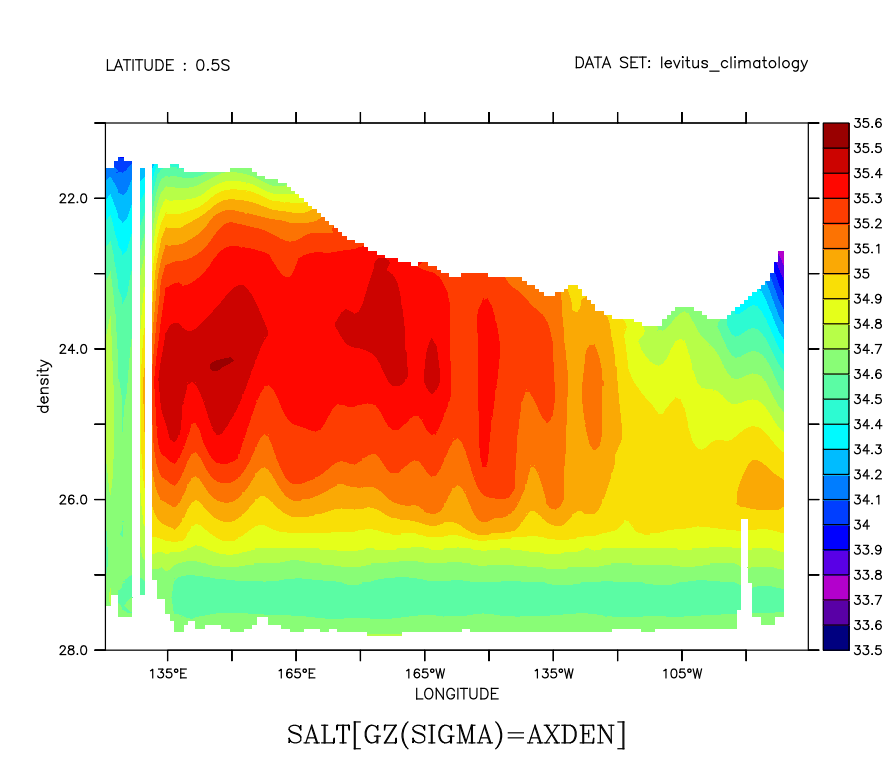 LATITUDE : 0.5S
DATA SET: levitus_climatology
35.6
35.5
35.4
35.3
35.2
35.1
35
34.9
34.8
34.7
34.6
34.5
34.4
34.3
34.2
34.1
34
33.9
33.8
33.7
33.6
33.5
22.0
24.0
26.0
28.0
density
135°E
165°E
165°W
135°W
105°W
LONGITUDE
SALT[GZ(SIGMA)=AXDEN]